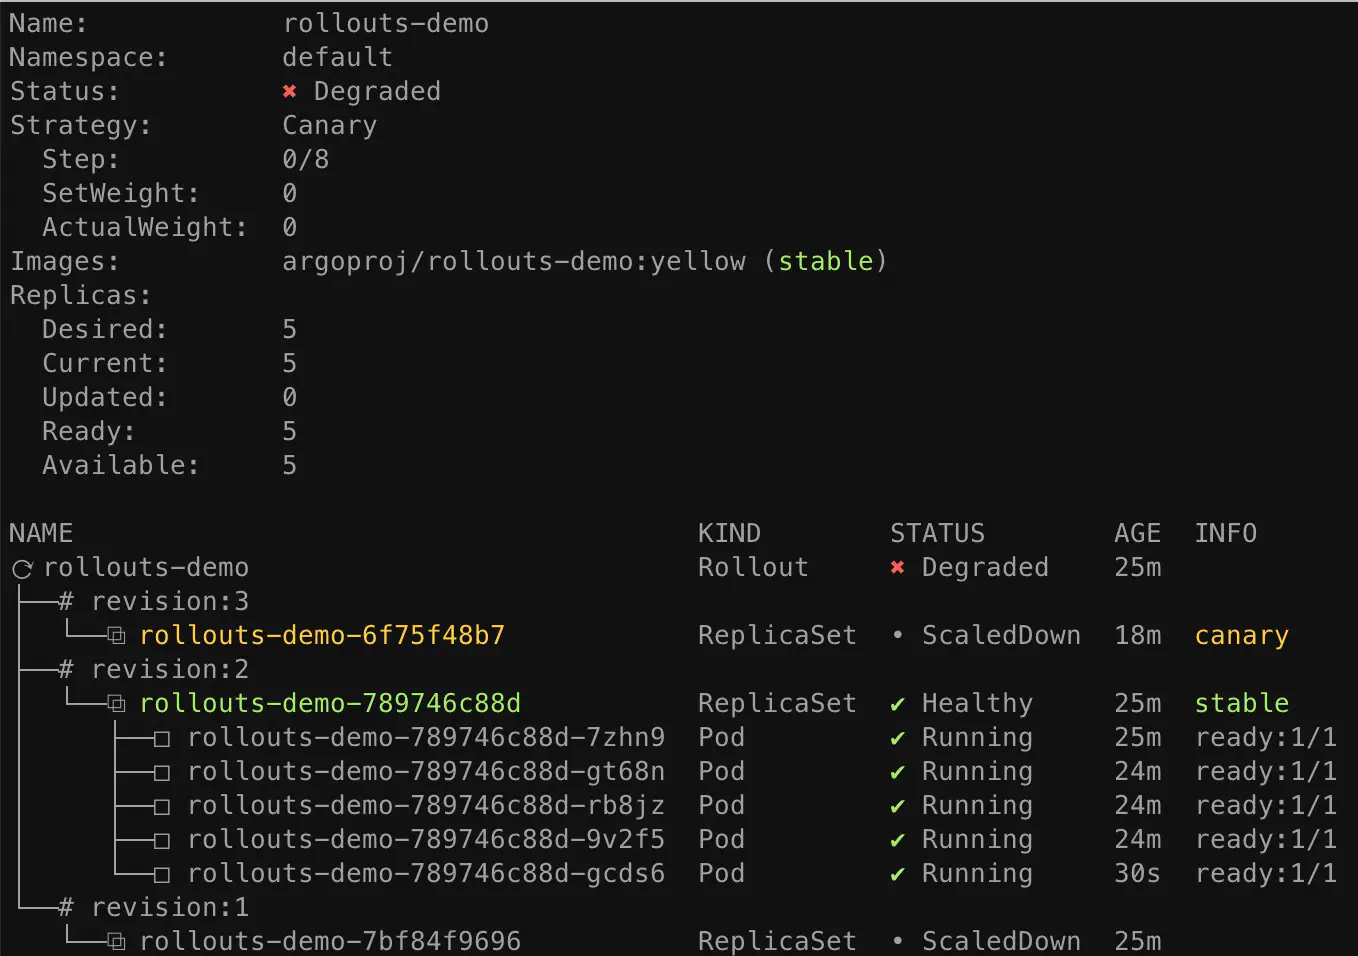 Name:            rollouts-demo
Namespace:       default
Status:          ✖ Degraded
Strategy:        Canary
  Step:          0/8
  SetWeight:     0
  ActualWeight:  0
Images:          argoproj/rollouts-demo:yellow (stable)
Replicas:
  Desired:       5
  Current:       5
  Updated:       0
  Ready:         5
  Available:     5
NAME                                       KIND        STATUS        AGE  INFO
⟳ rollouts-demo                            Rollout     ✖ Degraded    25m
├──# revision:3
│  └──⧉ rollouts-demo-6f75f48b7            ReplicaSet  • ScaledDown  18m  canary
├──# revision:2
│  └──⧉ rollouts-demo-789746c88d           ReplicaSet  ✔ Healthy     25m  stable
│     ├──□ rollouts-demo-789746c88d-7zhn9  Pod         ✔ Running     25m  ready:1/1
│     ├──□ rollouts-demo-789746c88d-gt68n  Pod         ✔ Running     24m  ready:1/1
│     ├──□ rollouts-demo-789746c88d-rb8jz  Pod         ✔ Running     24m  ready:1/1
│     ├──□ rollouts-demo-789746c88d-9v2f5  Pod         ✔ Running     24m  ready:1/1
│     └──□ rollouts-demo-789746c88d-gcds6  Pod         ✔ Running     30s  ready:1/1
└──# revision:1
   └──⧉ rollouts-demo-7bf84f9696           ReplicaSet  • ScaledDown  25m